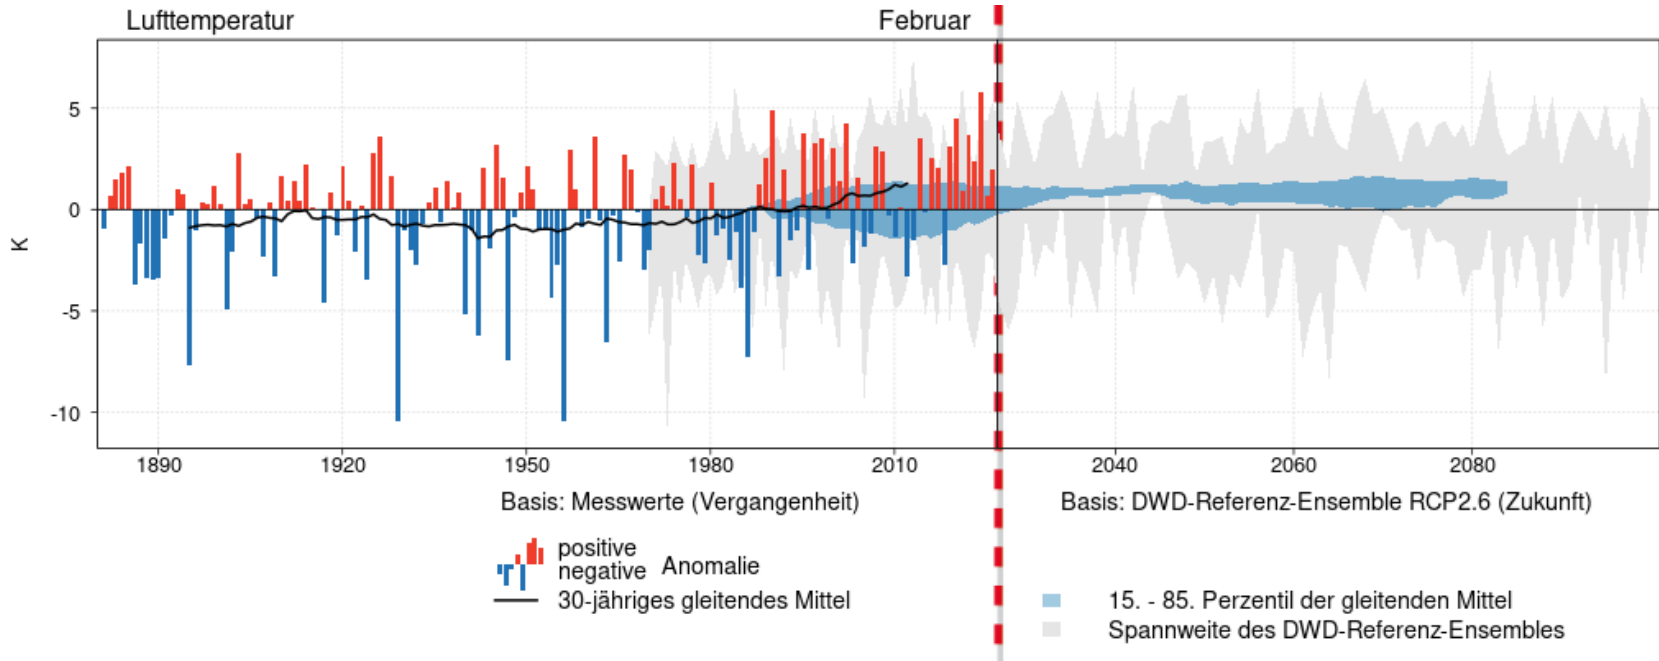 Lufttemperatur
Februar
5
0
-5
-10
K
1890 1920 1950 1980 2010 2040 2060 2080
Basis: Messwerte (Vergangenheit)
Basis: DWD-Referenz-Ensemble RCP2.6 (Zukunft)
positive
negative Anomalie
30-jähriges gleitendes Mittel
15. - 85. Perzentil der gleitenden Mittel
Spannweite des DWD-Referenz-Ensembles